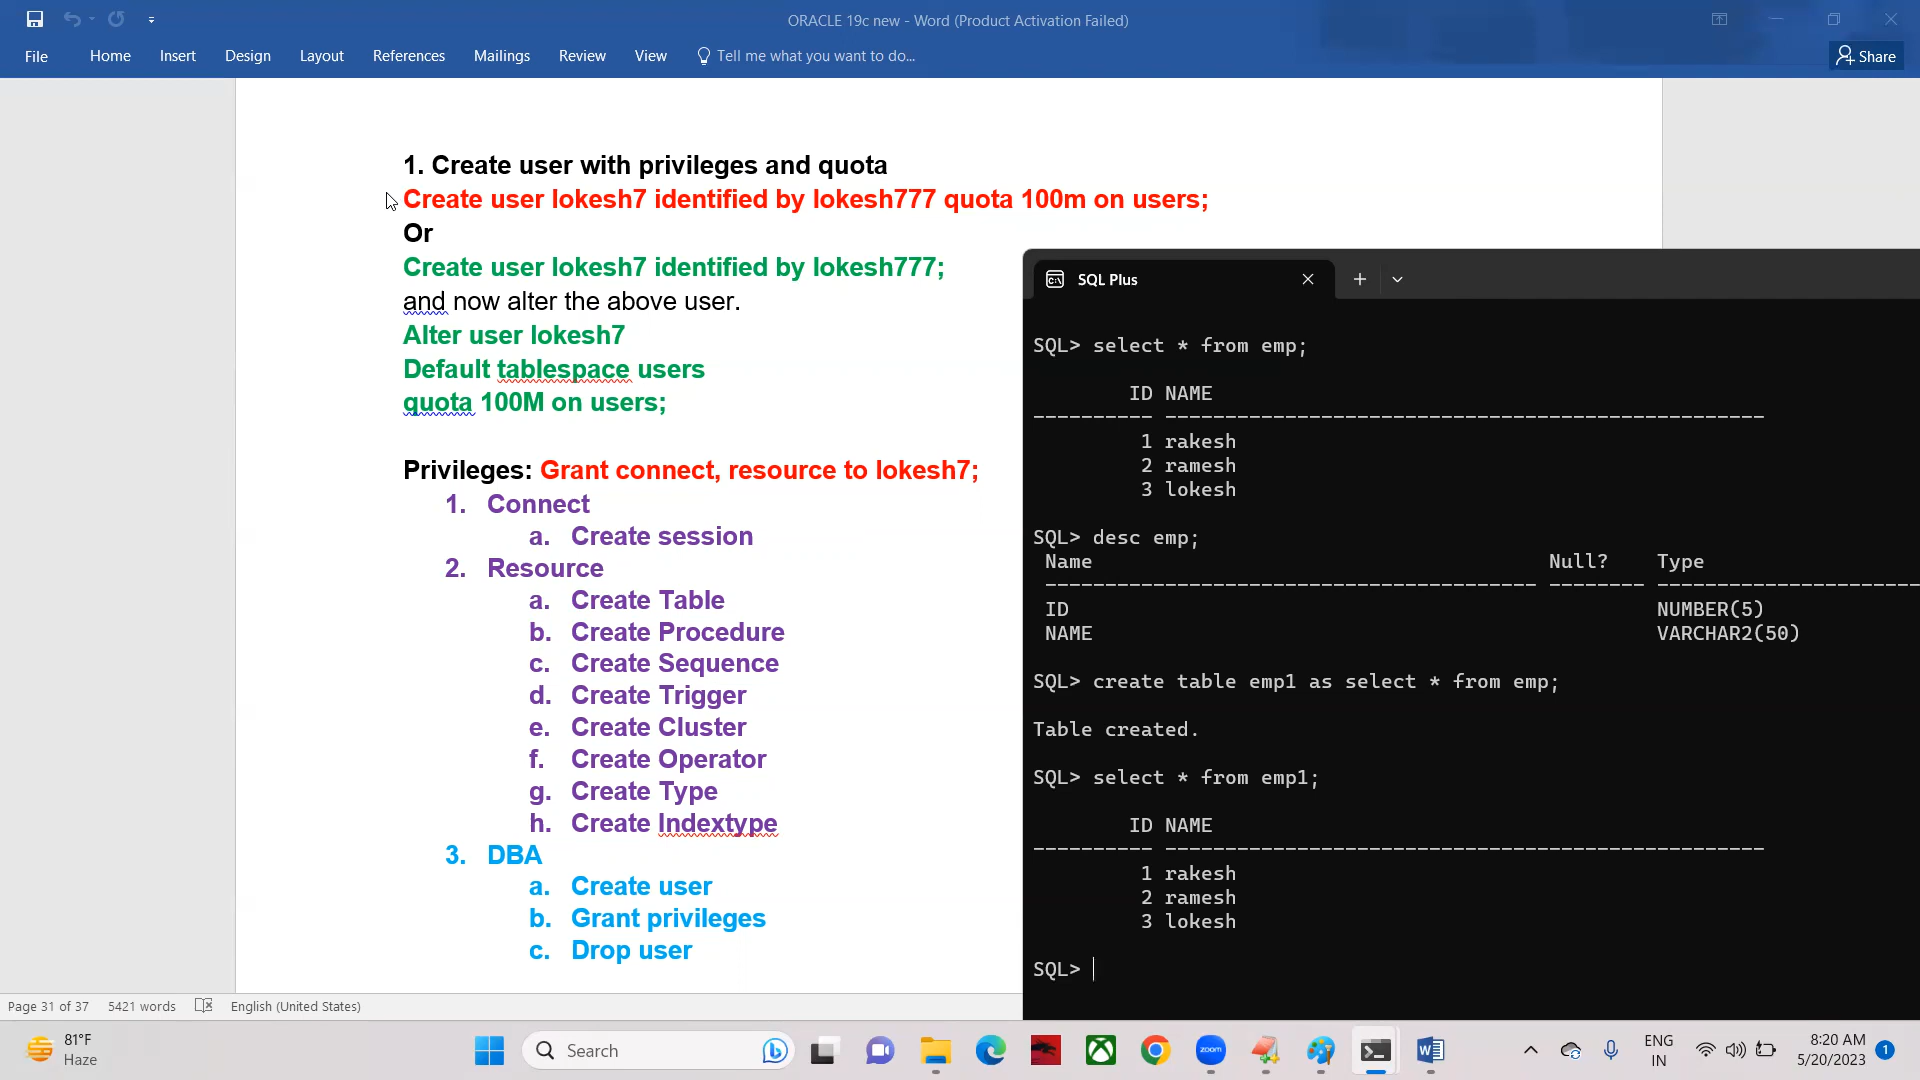 ORACLE 19c new - Word (Product Activation Failed)
File Home Insert Design Layout References Mailings Review View Tell me what you want to do... Share
1. Create user with privileges and quota
Create user lokesh7 identified by lokesh777 quota 100m on users;
Or
Create user lokesh7 identified by lokesh777;
and now alter the above user.
Alter user lokesh7
Default tablespace users
quota 100M on users;
Privileges: Grant connect, resource to lokesh7;
1. Connect
a. Create session
2. Resource
a. Create Table
b. Create Procedure
c. Create Sequence
d. Create Trigger
e. Create Cluster
f. Create Operator
g. Create Type
h. Create Indextype
3. DBA
a. Create user
b. Grant privileges
c. Drop user
SQL Plus
SQL> select * from emp;
ID NAME
---------- --------------------------------------------------
1 rakesh
2 ramesh
3 lokesh
SQL> desc emp;
Name Null? Type
----------------------------------------- -------- ----------------------
ID NUMBER(5)
NAME VARCHAR2(50)
SQL> create table emp1 as select * from emp;
Table created.
SQL> select * from emp1;
ID NAME
---------- --------------------------------------------------
1 rakesh
2 ramesh
3 lokesh
SQL>
Page 31 of 37 5421 words English (United States)
81°F
Haze
Search
zoom
ENG
IN
8:20 AM
5/20/2023
1